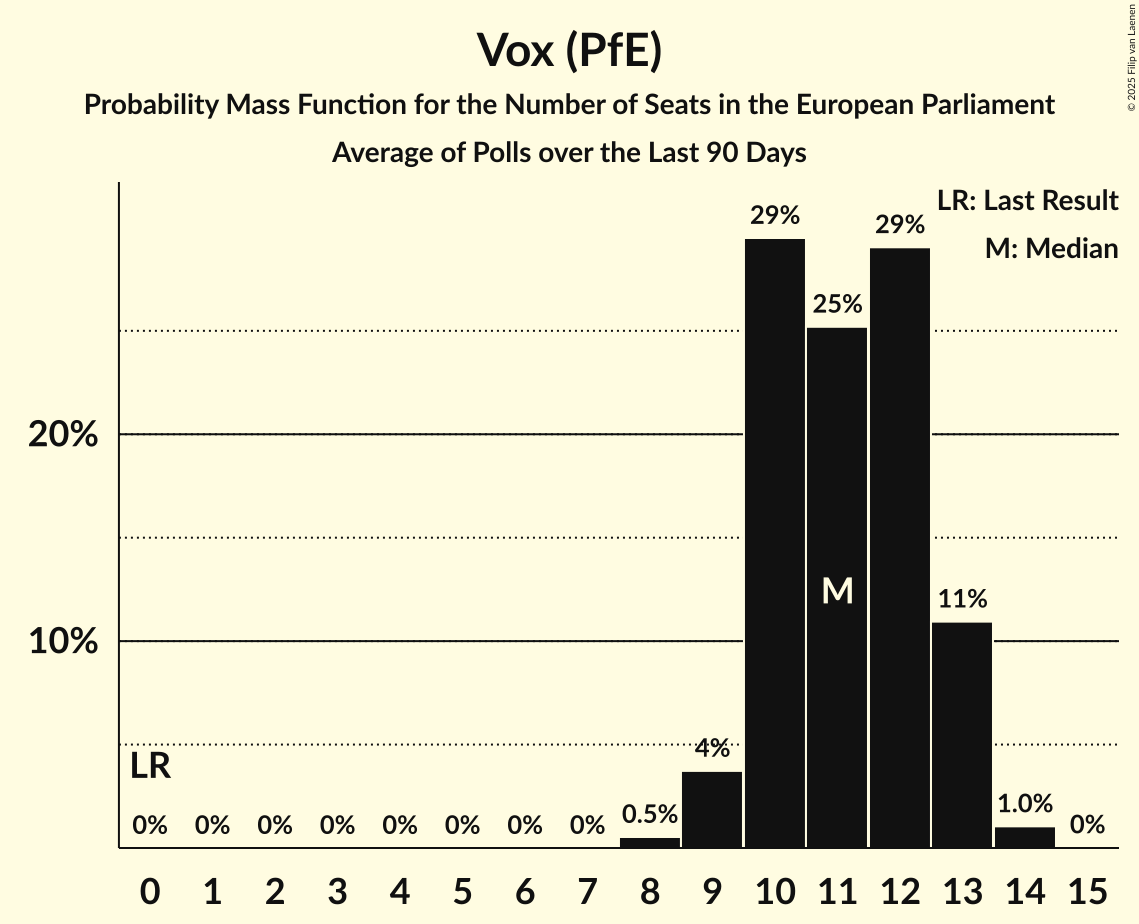 Vox (PfE)
Probability Mass Function for the Number of Seats in the European Parliament
Average of Polls over the Last 90 Days
© 2025 Filip van Laenen
LR: Last Result
M: Median
29%
29%
25%
20%
M
11%
10%
4%
LR
0% 0% 0% 0% 0% 0% 0% 0% 0.5% 1.0% 0%
0 1 2 3 4 5 6 7 8 9 10 11 12 13 14 15